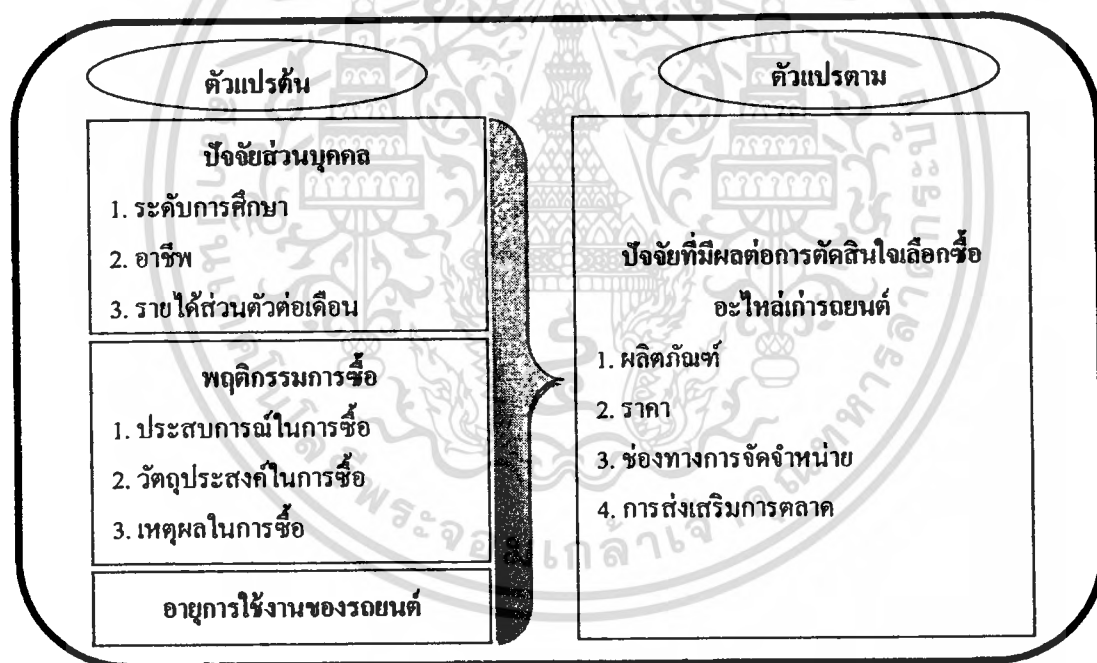 ตัวแปรต้น
ปัจจัยส่วนบุคคล
1. ระดับการศึกษา
2. อาชีพ
3. รายได้ส่วนตัวต่อเดือน
พฤติกรรมการซื้อ
1. ประสบการณ์ในการซื้อ
2. วัตถุประสงค์ในการซื้อ
3. เหตุผลในการซื้อ
อายุการใช้งานของรถยนต์
ตัวแปรตาม
ปัจจัยที่มีผลต่อการตัดสินใจเลือกซื้อ
อะไหล่เก่ารถยนต์
1. ผลิตภัณฑ์
2. ราคา
3. ช่องทางการจัดจำหน่าย
4. การส่งเสริมการตลาด